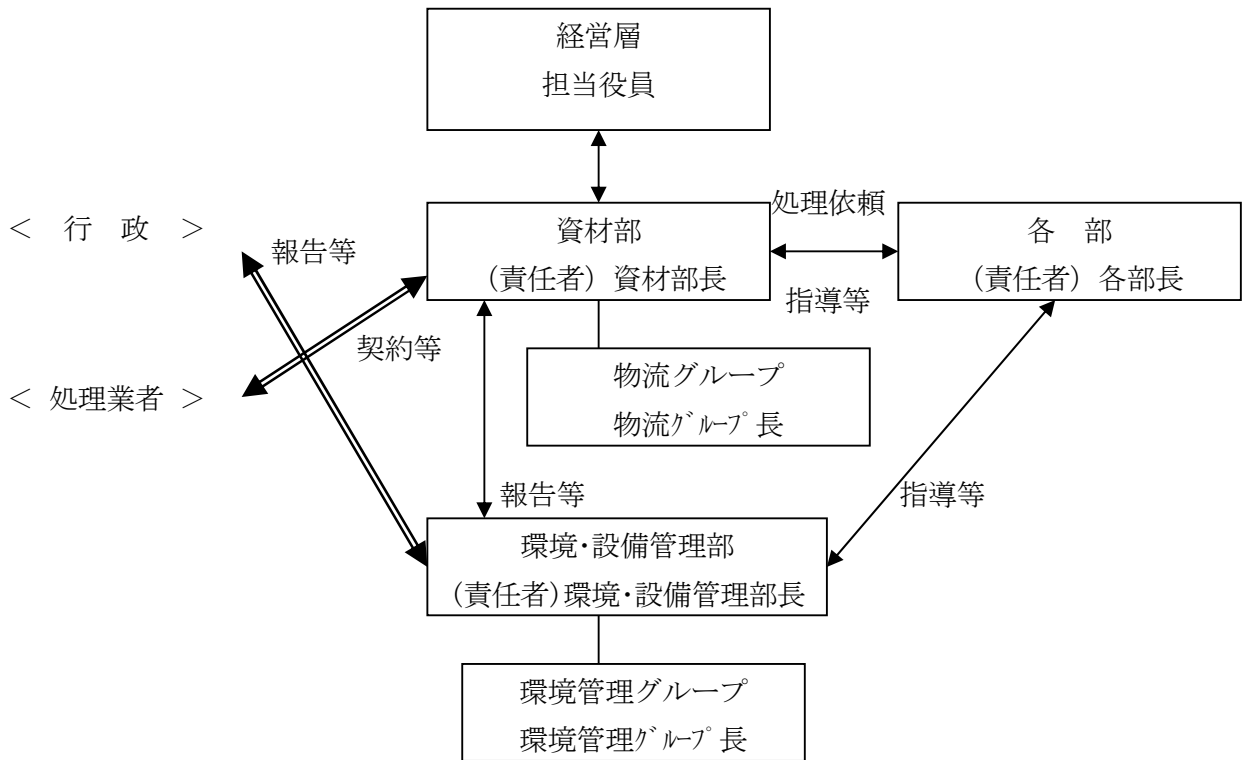 経営層
担当役員
処理依頼
＜　行　政　＞
報告等
資材部
(責任者) 資材部長
各　部
(責任者) 各部長
指導等
契約等
＜ 処理業者 ＞
物流グループ
物流ｸﾞﾙｰﾌﾟ長
報告等
指導等
環境･設備管理部
(責任者)環境･設備管理部長
環境管理グループ
環境管理ｸﾞﾙｰﾌﾟ長